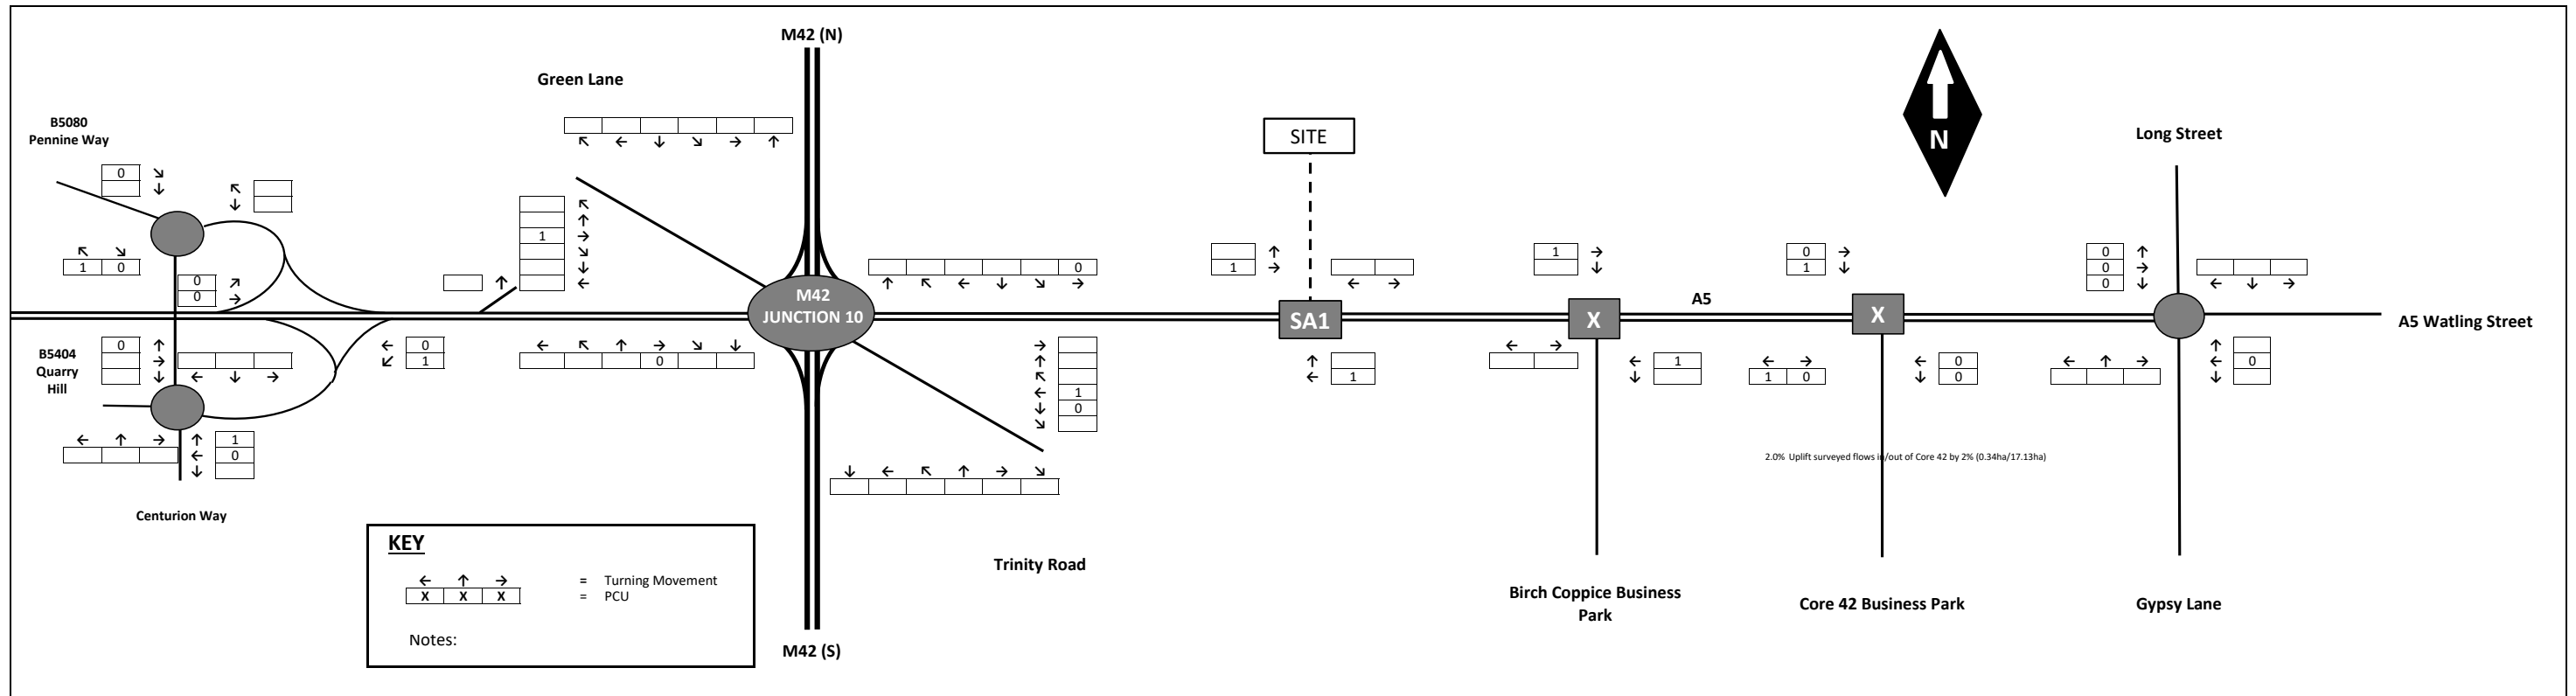 M42 (N)
Green Lane
B5080
Pennine Way
SITE
N
Long Street
0
↘
↓
↖
↓
↖ ← ↓ ↘ → ↑
↖ ↘
1 0
0 ↗
0 →
↑
↖
↑
1 →
↘
↓
←
0
↑ ↖ ← ↓ ↘ →
↑
1 →
← →
1 →
↓
0 →
1 ↓
0 ↑
0 →
0 ↓
← ↓ →
M42
JUNCTION 10
SA1
X
A5
X
A5 Watling Street
B5404
Quarry
Hill
0 ↑
→
↓
← ↓ →
← 0
↙ 1
← ↖ ↑ → ↘ ↓
0
→
↑
↖
← 1
↓ 0
↘
↑
← 1
← →
← 1
↓
← →
1 0
← 0
↓ 0
← ↑ →
↑
← 0
↓
← ↑ →
↑ 1
← 0
↓
↓ ← ↖ ↑ → ↘
2.0% Uplift surveyed flows in/out of Core 42 by 2% (0.34ha/17.13ha)
Centurion Way
KEY
← ↑ → = Turning Movement
X X X = PCU
Notes:
Trinity Road
M42 (S)
Birch Coppice Business
Park
Core 42 Business Park
Gypsy Lane